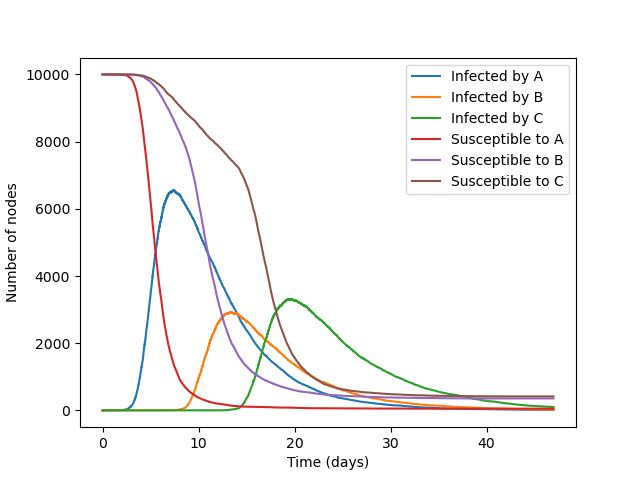 10000
8000
6000
4000
2000
0
Number of nodes
0 10 20 30 40
Time (days)
Infected by A
Infected by B
Infected by C
Susceptible to A
Susceptible to B
Susceptible to C